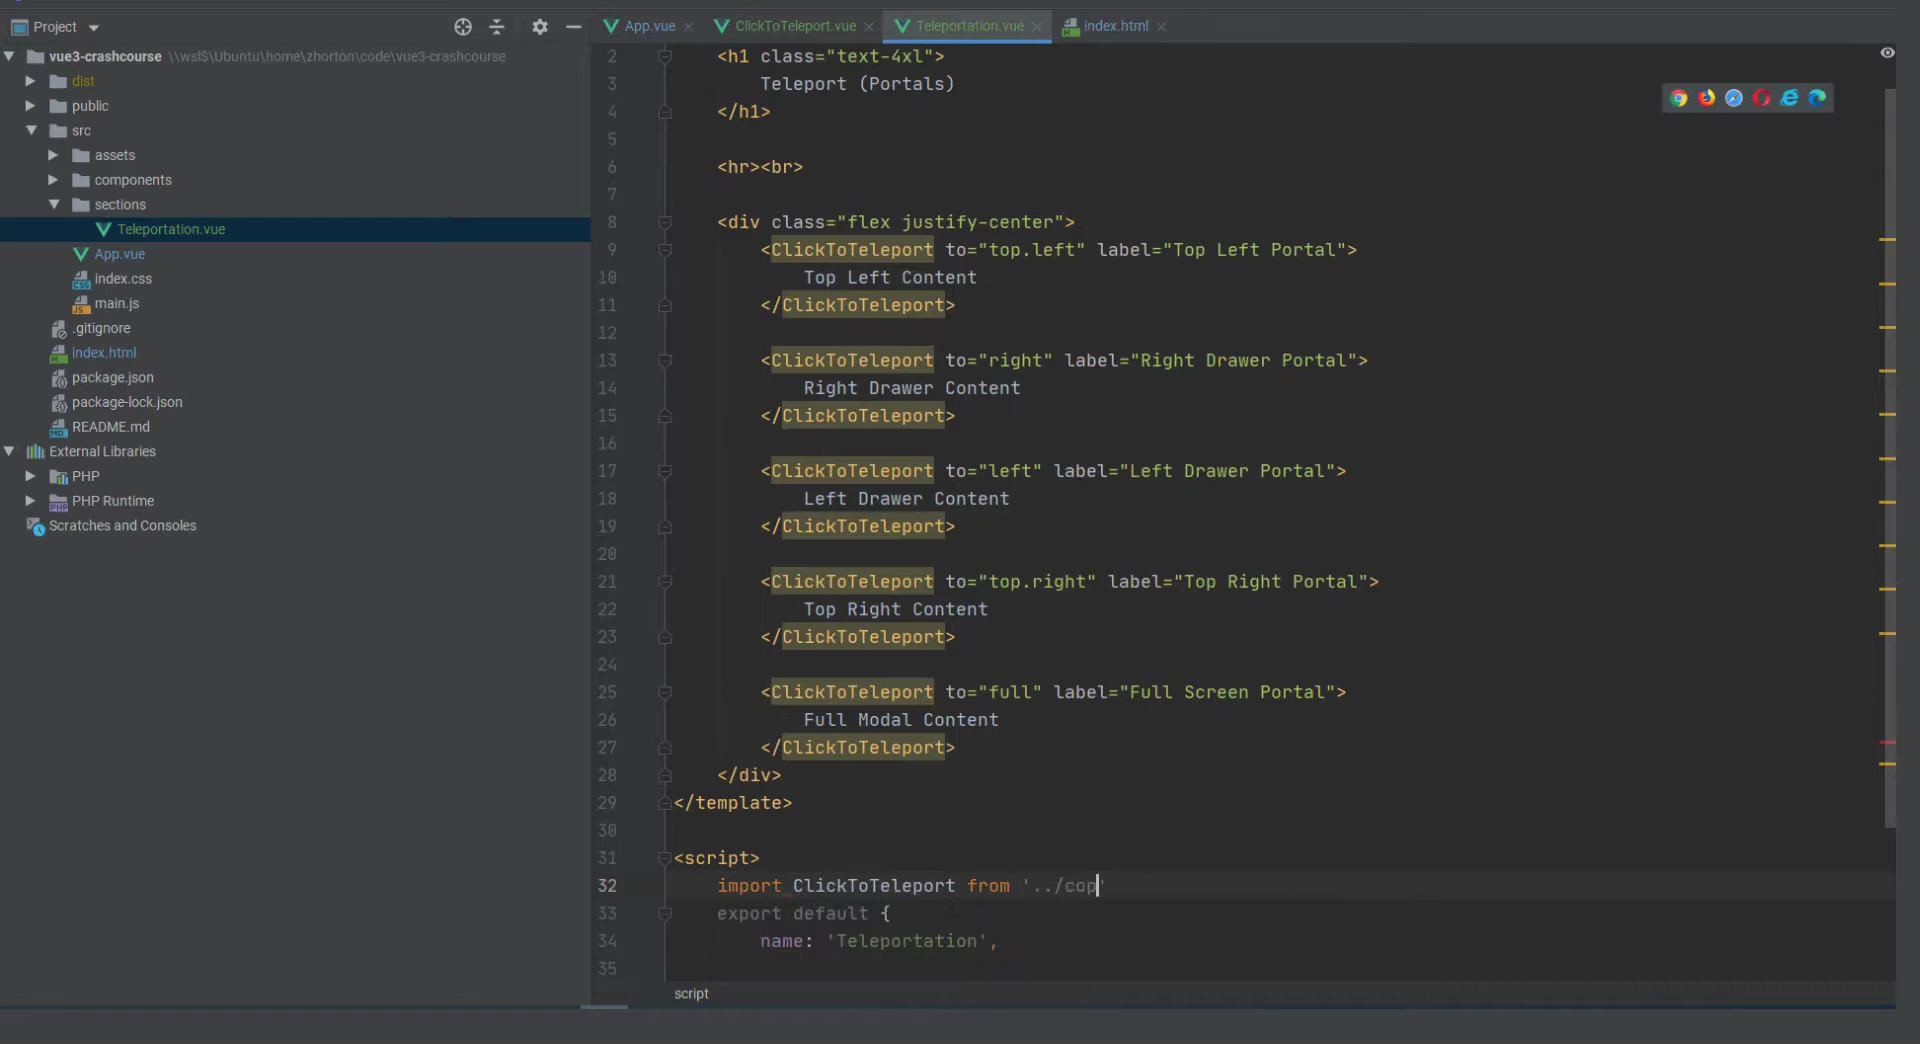 Project
App.vue
ClickToTeleport.vue
Teleportation.vue
index.html
vue3-crashcourse \\wsl$\Ubuntu\home\zhorton\code\vue3-crashcourse
dist
public
src
assets
components
sections
Teleportation.vue
App.vue
index.css
main.js
.gitignore
index.html
package.json
package-lock.json
README.md
External Libraries
PHP
PHP Runtime
Scratches and Consoles
2 <h1 class="text-4xl">
3 Teleport (Portals)
4 </h1>
5
6 <hr><br>
7
8 <div class="flex justify-center">
9 <ClickToTeleport to="top.left" label="Top Left Portal">
10 Top Left Content
11 </ClickToTeleport>
12
13 <ClickToTeleport to="right" label="Right Drawer Portal">
14 Right Drawer Content
15 </ClickToTeleport>
16
17 <ClickToTeleport to="left" label="Left Drawer Portal">
18 Left Drawer Content
19 </ClickToTeleport>
20
21 <ClickToTeleport to="top.right" label="Top Right Portal">
22 Top Right Content
23 </ClickToTeleport>
24
25 <ClickToTeleport to="full" label="Full Screen Portal">
26 Full Modal Content
27 </ClickToTeleport>
28 </div>
29 </template>
30
31 <script>
32 import ClickToTeleport from '../cop'
33 export default {
34 name: 'Teleportation',
35
script